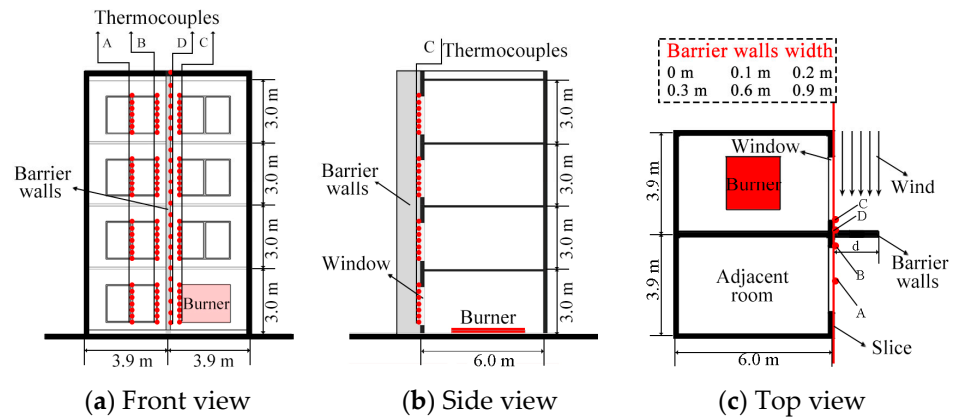 Thermocouples
A
B
D
C
Barrier
walls
Burner
3.0 m
3.0 m
3.0 m
3.0 m
3.9 m
3.9 m
(a) Front view
C
Thermocouples
Barrier
walls
Window
Burner
3.0 m
3.0 m
3.0 m
3.0 m
6.0 m
(b) Side view
Barrier walls width
0 m 0.1 m 0.2 m
0.3 m 0.6 m 0.9 m
Window
Burner
Wind
C
D
d
B
A
Barrier
walls
Adjacent
room
3.9 m
3.9 m
6.0 m
Slice
(c) Top view